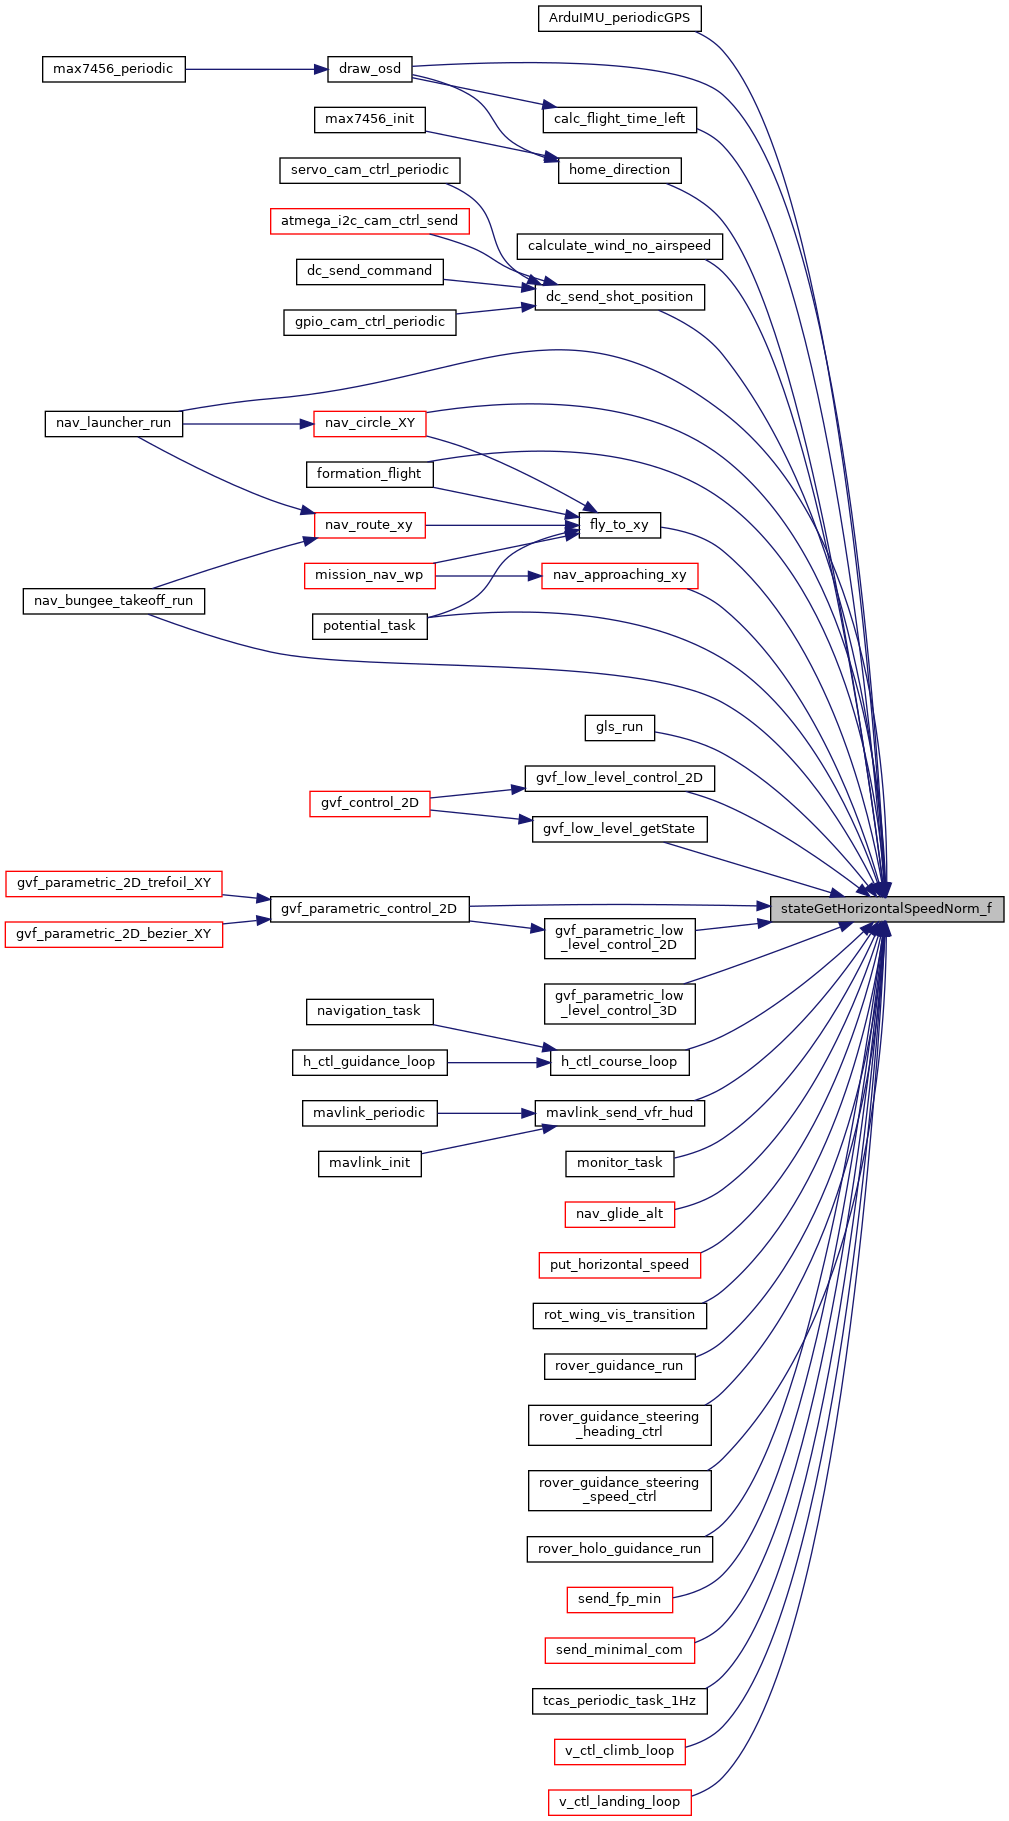 ArduIMU_periodicGPS
max7456_periodic
draw_osd
calc_flight_time_left
max7456_init
home_direction
servo_cam_ctrl_periodic
atmega_i2c_cam_ctrl_send
calculate_wind_no_airspeed
dc_send_command
dc_send_shot_position
gpio_cam_ctrl_periodic
nav_launcher_run
nav_circle_XY
formation_flight
nav_route_xy
fly_to_xy
mission_nav_wp
nav_approaching_xy
nav_bungee_takeoff_run
potential_task
gls_run
gvf_low_level_control_2D
gvf_control_2D
gvf_low_level_getState
gvf_parametric_2D_trefoil_XY
gvf_parametric_control_2D
stateGetHorizontalSpeedNorm_f
gvf_parametric_2D_bezier_XY
gvf_parametric_low
_level_control_2D
gvf_parametric_low
_level_control_3D
navigation_task
h_ctl_guidance_loop
h_ctl_course_loop
mavlink_periodic
mavlink_send_vfr_hud
mavlink_init
monitor_task
nav_glide_alt
put_horizontal_speed
rot_wing_vis_transition
rover_guidance_run
rover_guidance_steering
_heading_ctrl
rover_guidance_steering
_speed_ctrl
rover_holo_guidance_run
send_fp_min
send_minimal_com
tcas_periodic_task_1Hz
v_ctl_climb_loop
v_ctl_landing_loop